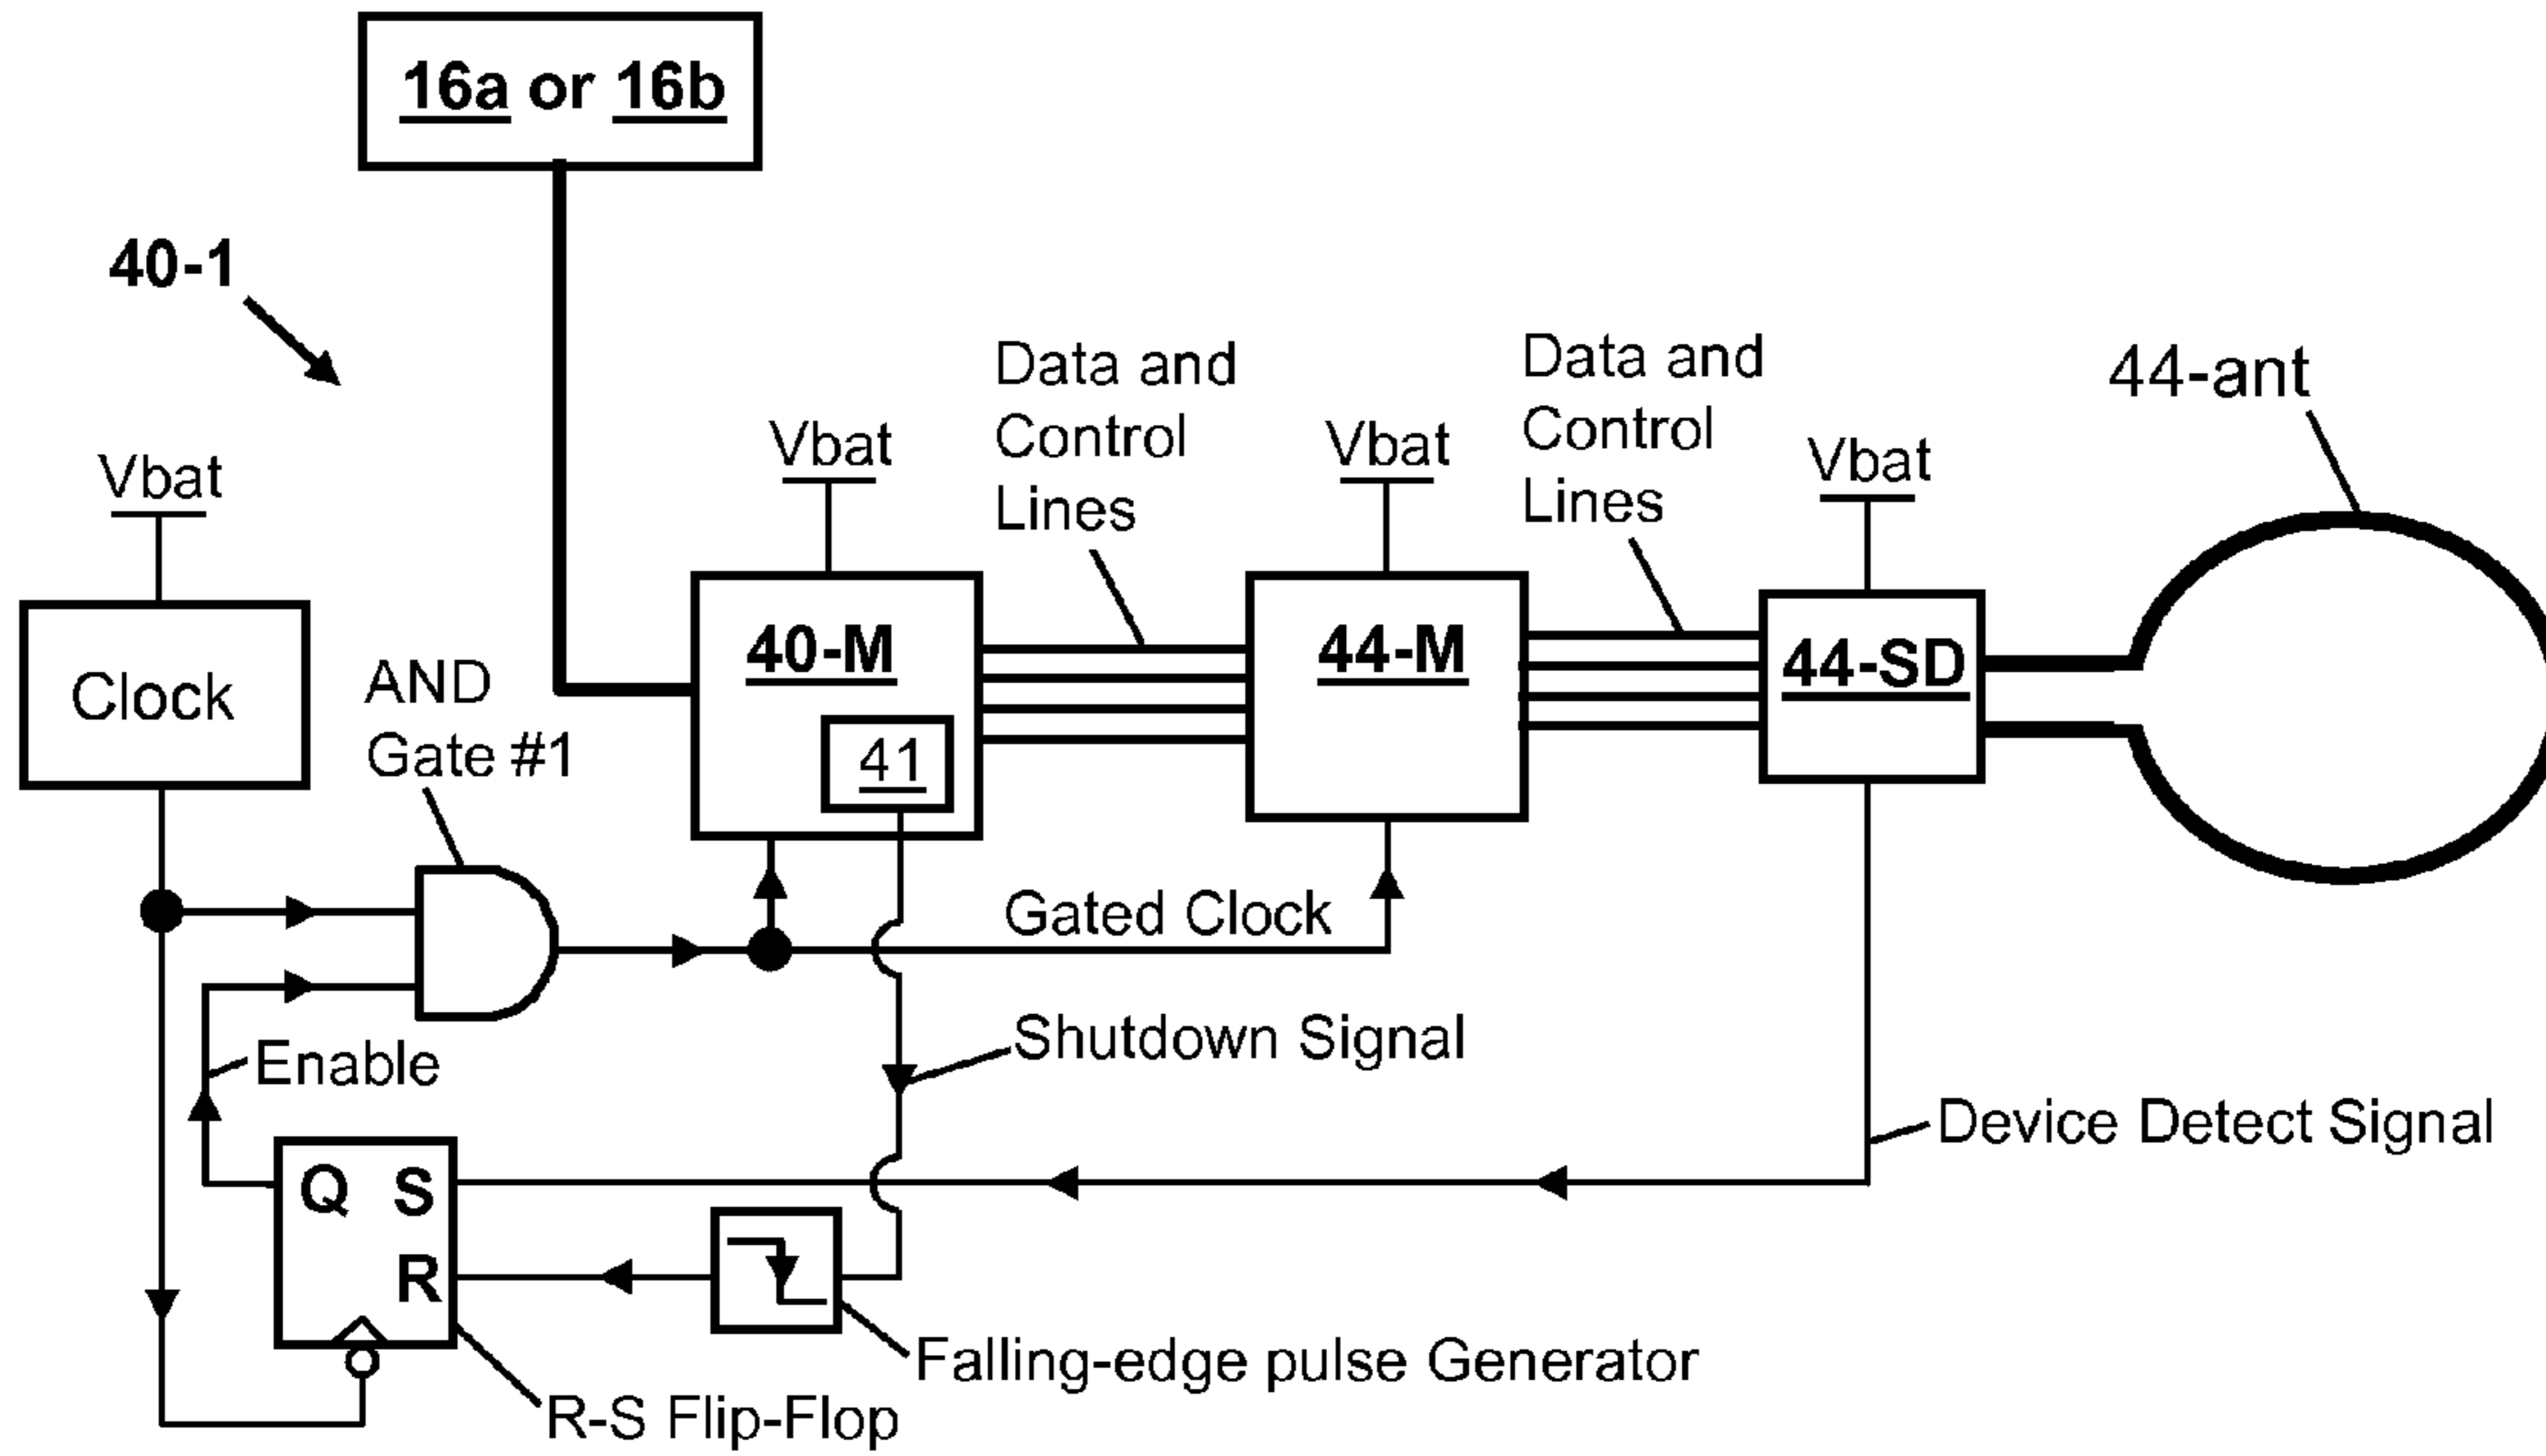 16a or 16b
40-1
Data and
Control
Lines
Data and
Control
Lines
44-ant
Vbat
Vbat
Vbat
Vbat
Clock
AND
Gate #1
40-M
41
44-M
44-SD
Gated Clock
Shutdown Signal
Enable
Device Detect Signal
Q S
R
Falling-edge pulse Generator
R-S Flip-Flop